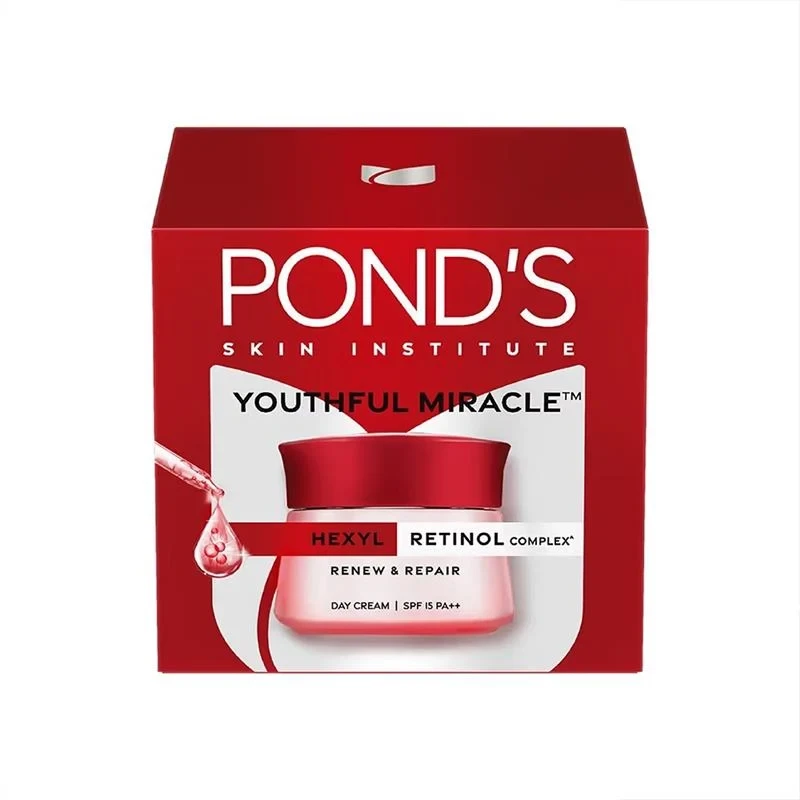 POND'S
SKIN INSTITUTE
YOUTHFUL MIRACLE™
HEXYL RETINOL COMPLEX^
RENEW & REPAIR
DAY CREAM | SPF 15 PA++